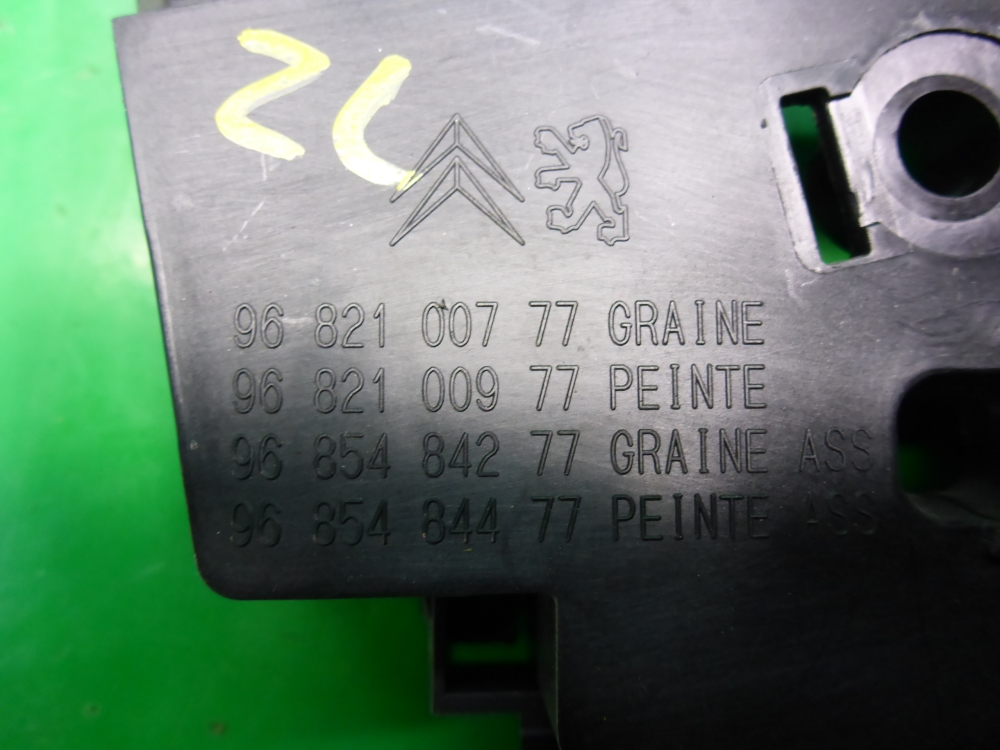 96 821 007 77 GRAINE
96 821 009 77 PEINTE
96 854 842 77 GRAINE ASS
96 854 844 77 PEINTE ASS